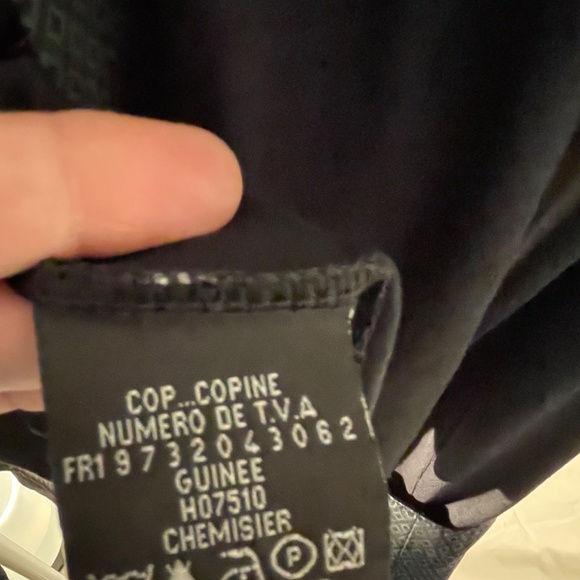 COP...COPINE
NUMERO DE T.V.A
FR19732043062
GUINEE
H07510
CHEMISIER
P